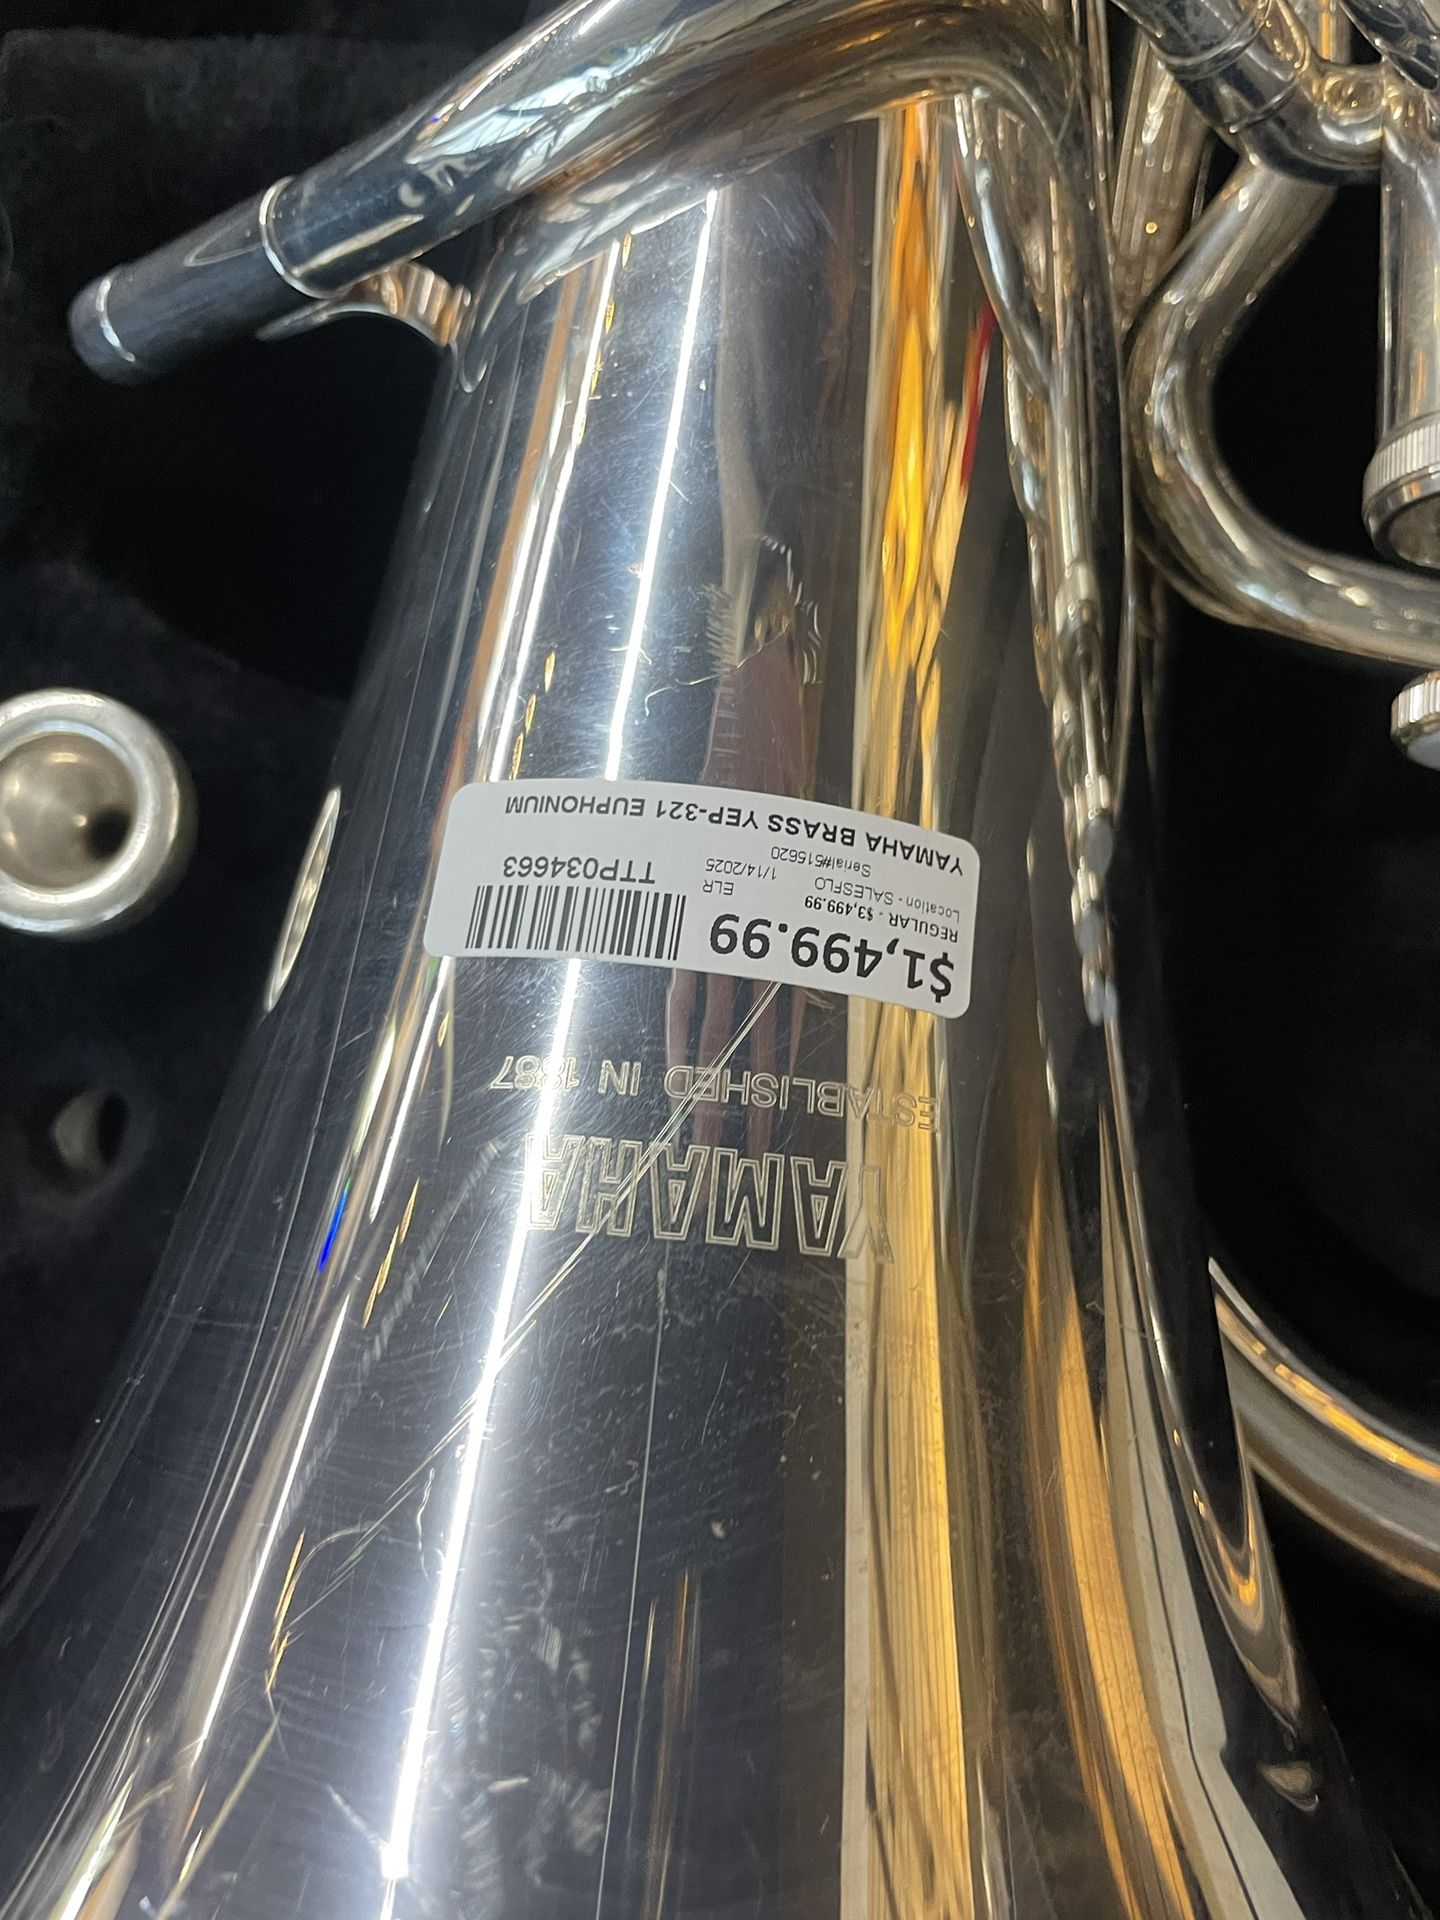 YAMAHA
ESTABLISHED IN 1887
$1,499.99
REGULAR - $3,499.99
Location - SALESFLO
ELR
Serial#515620
1/14/2025
TTP034663
YAMAHA BRASS YEP-321 EUPHONIUM